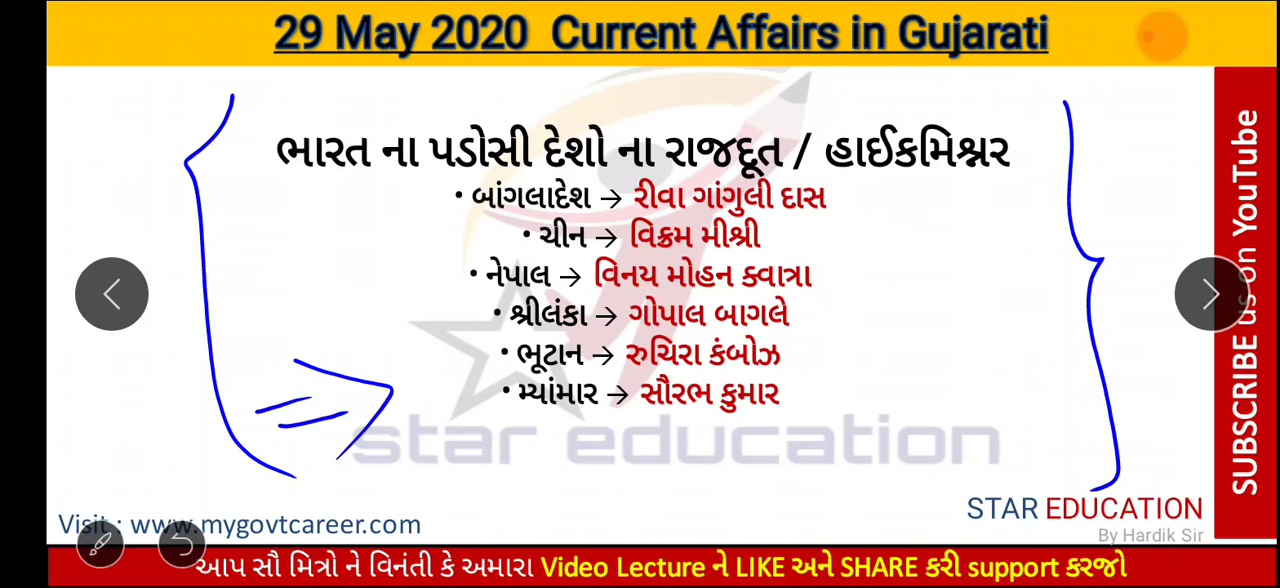 29 May 2020 Current Affairs in Gujarati
ભારત ના પડોસી દેશો ના રાજદૂત / હાઈકમિશ્નર
• બાંગલાદેશ → રીવા ગાંગુલી દાસ
• ચીન → વિક્રમ મીશ્રી
• નેપાલ → વિનય મોહન ક્વાત્રા
• શ્રીલંકા → ગોપાલ બાગલે
• ભૂટાન → રુચિરા કંબોઝ
• મ્યાંમાર → સૌરભ કુમાર
star education
STAR EDUCATION
By Hardik Sir
Visit : www.mygovtcareer.com
આપ સૌ મિત્રો ને વિનંતી કે અમારા Video Lecture ને LIKE અને SHARE કરી support કરજો
SUBSCRIBE us on YouTube